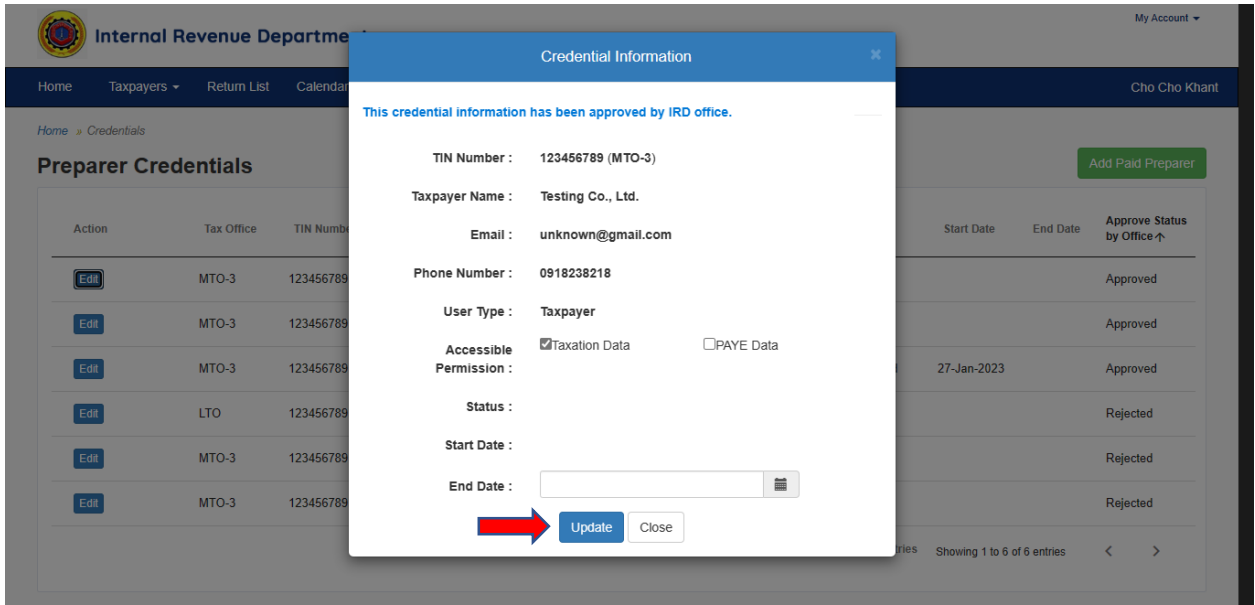 My Account
Internal Revenue Departme
Home Taxpayers Return List Calendar Cho Cho Khant
Home » Credentials
Preparer Credentials
Add Paid Preparer
Action Tax Office TIN Numbe Start Date End Date Approve Status by Office
Edit MTO-3 123456789 Approved
Edit MTO-3 123456789 Approved
Edit MTO-3 123456789 27-Jan-2023 Approved
Edit LTO 123456789 Rejected
Edit MTO-3 123456789 Rejected
Edit MTO-3 123456789 Rejected
tries Showing 1 to 6 of 6 entries < >
Credential Information ×
This credential information has been approved by IRD office.
TIN Number : 123456789 (MTO-3)
Taxpayer Name : Testing Co., Ltd.
Email : unknown@gmail.com
Phone Number : 0918238218
User Type : Taxpayer
Accessible Permission : Taxation Data PAYE Data
Status :
Start Date :
End Date :
Update Close